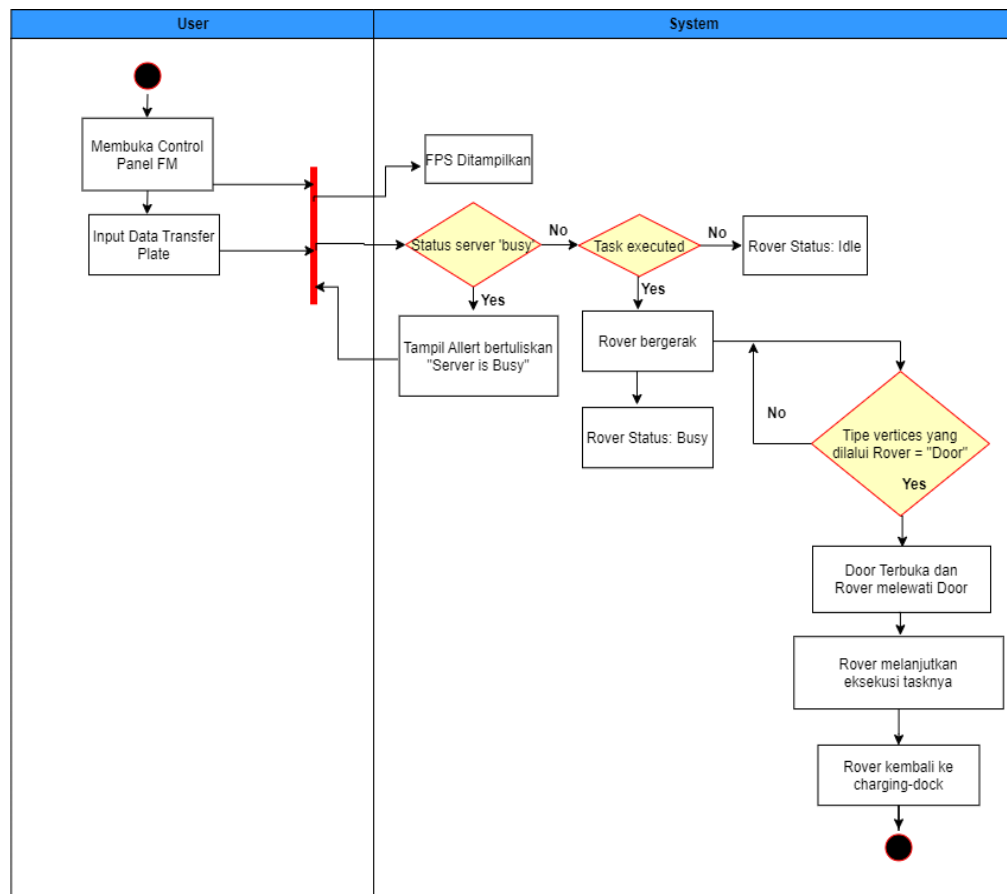 User
System
Membuka Control
Panel FM
FPS Ditampilkan
Input Data Transfer
Plate
Status server 'busy'
No
Task executed
No
Rover Status: Idle
Yes
Yes
Tampil Allert bertuliskan
"Server is Busy"
Rover bergerak
No
Rover Status: Busy
Tipe vertices yang
dilalui Rover = "Door"
Yes
Door Terbuka dan
Rover melewati Door
Rover melanjutkan
eksekusi tasknya
Rover kembali ke
charging-dock